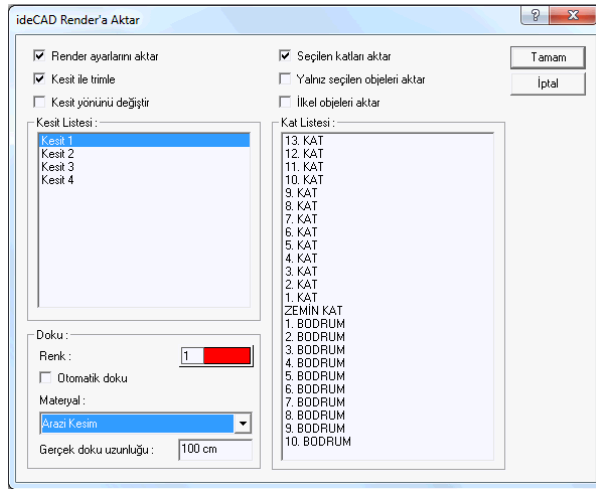 ideCAD Render'a Aktar
Render ayarlarını aktar
Kesit ile trimle
Kesit yönünü değiştir
Seçilen katları aktar
Yalnız seçilen objeleri aktar
İlkel objeleri aktar
Tamam
İptal
Kesit Listesi :
Kesit 1
Kesit 2
Kesit 3
Kesit 4
Kat Listesi :
13. KAT
12. KAT
11. KAT
10. KAT
9. KAT
8. KAT
7. KAT
6. KAT
5. KAT
4. KAT
3. KAT
2. KAT
1. KAT
ZEMİN KAT
1. BODRUM
2. BODRUM
3. BODRUM
4. BODRUM
5. BODRUM
6. BODRUM
7. BODRUM
8. BODRUM
9. BODRUM
10. BODRUM
Doku :
Renk :
1
Otomatik doku
Materyal :
Arazi Kesim
Gerçek doku uzunluğu :
100 cm